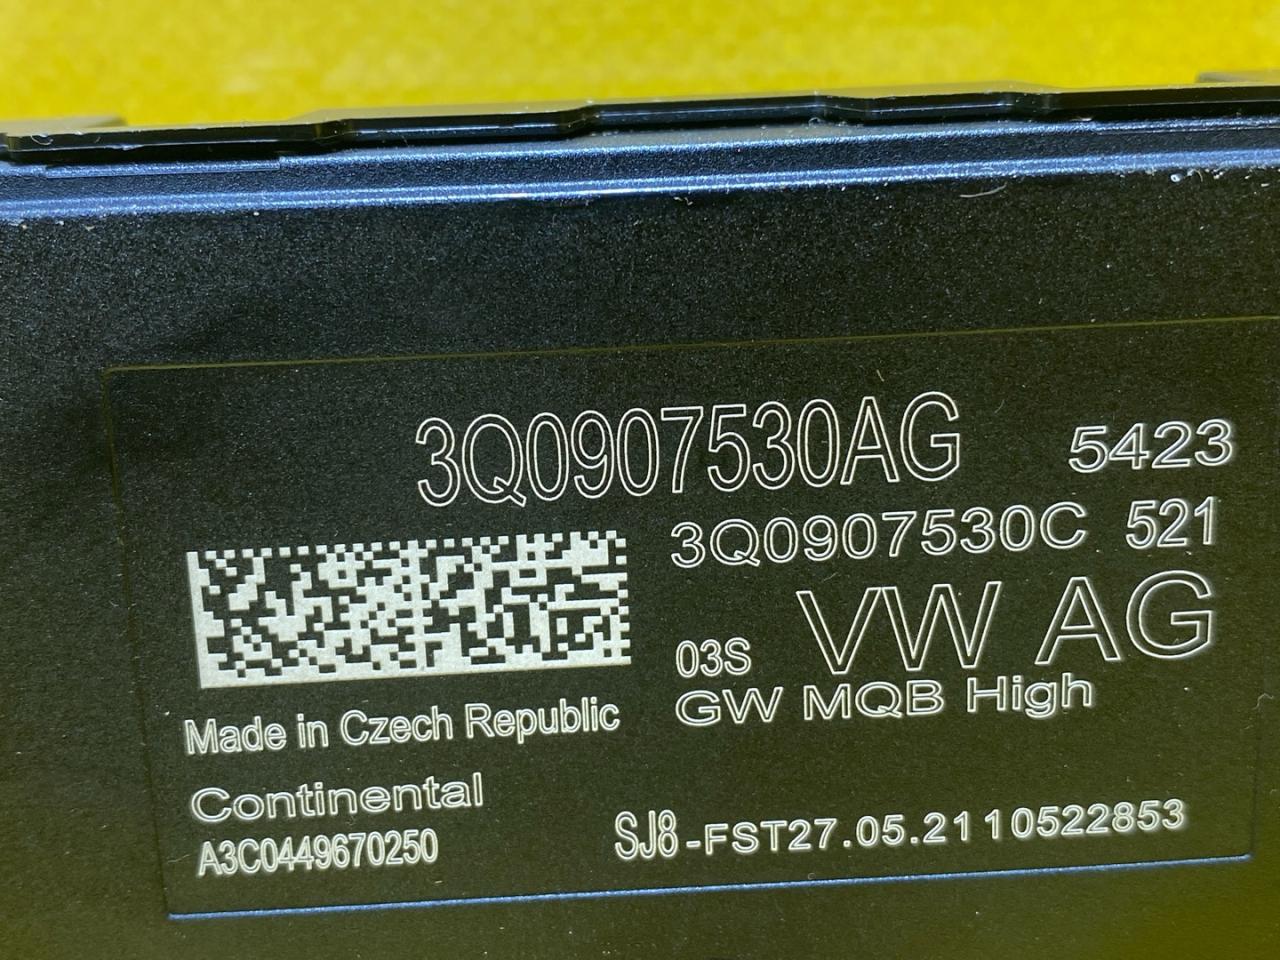 3Q0907530AG 5423
3Q0907530C 521
03S VW AG
GW MQB High
Made in Czech Republic
Continental
A3C0449670250
SJ8-FST27.05.2110522853